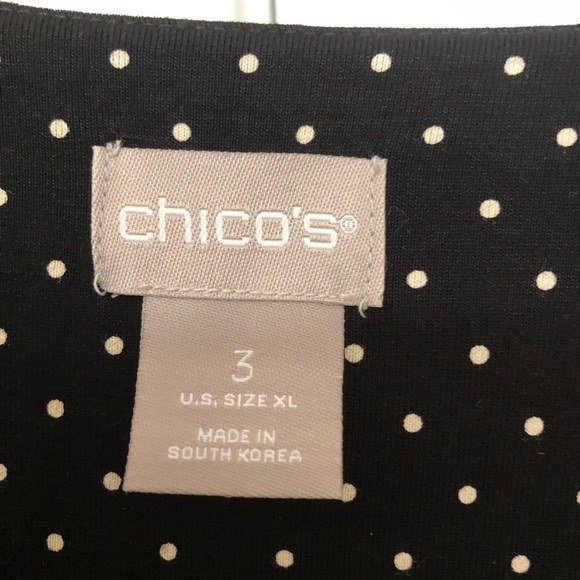 chico's®
3
U.S. SIZE XL
MADE IN
SOUTH KOREA